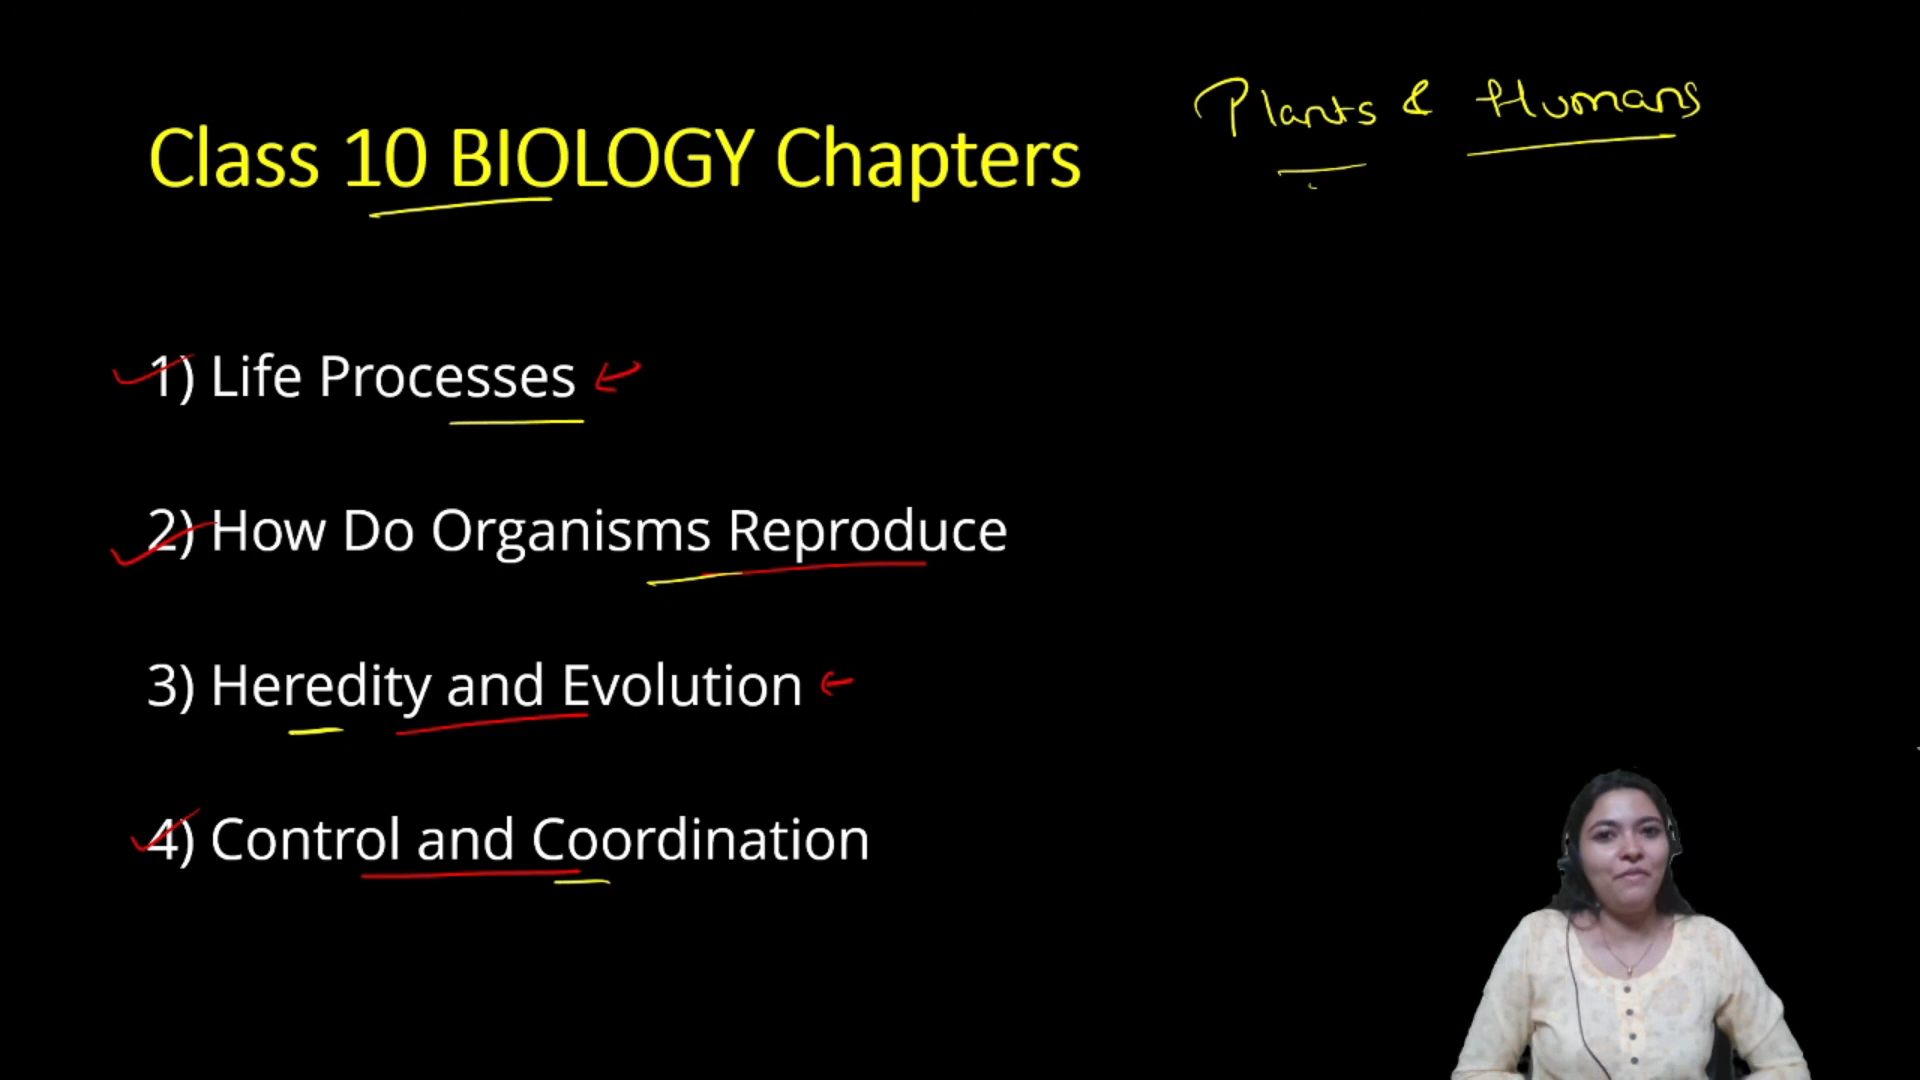 Plants & Humans
Class 10 BIOLOGY Chapters
1) Life Processes
2) How Do Organisms Reproduce
3) Heredity and Evolution
4) Control and Coordination